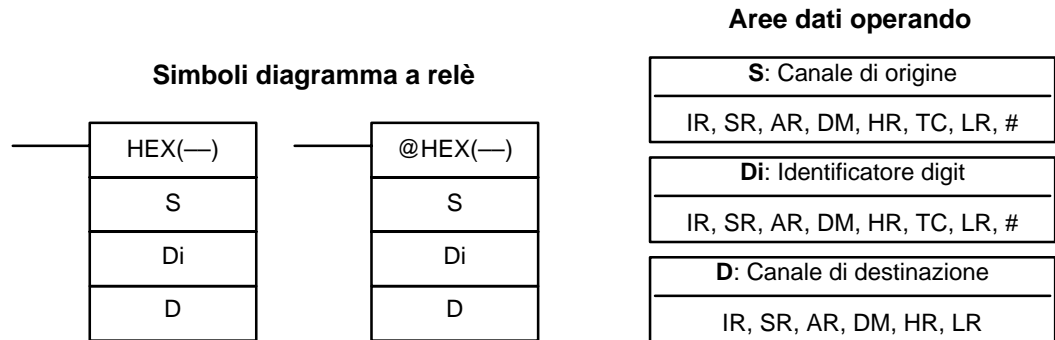 Aree dati operando
Simboli diagramma a relè
S: Canale di origine
IR, SR, AR, DM, HR, TC, LR, #
HEX(––)
@HEX(––)
S
S
Di
Di
D
D
Di: Identificatore digit
IR, SR, AR, DM, HR, TC, LR, #
D: Canale di destinazione
IR, SR, AR, DM, HR, LR